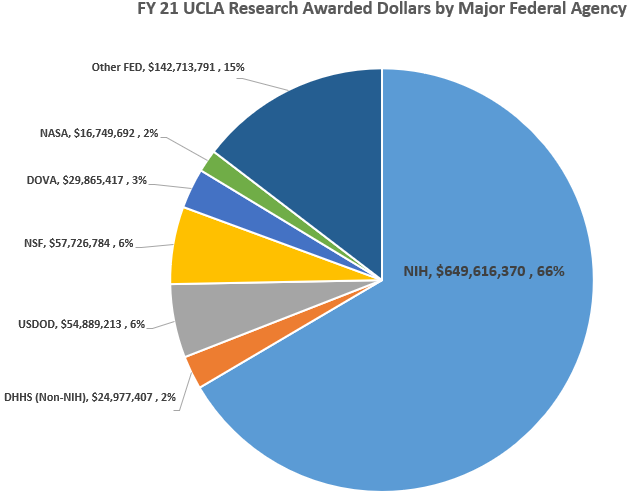 FY 21 UCLA Research Awarded Dollars by Major Federal Agency
Other FED, $142,713,791 , 15%
NASA, $16,749,692 , 2%
DOVA, $29,865,417 , 3%
NSF, $57,726,784 , 6%
NIH, $649,616,370 , 66%
USDOD, $54,889,213 , 6%
DHHS (Non-NIH), $24,977,407 , 2%